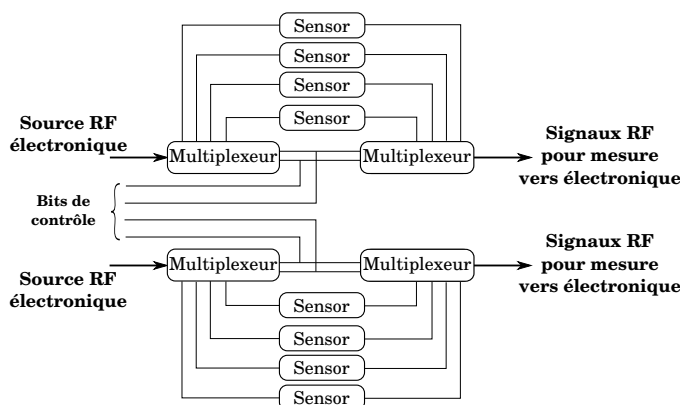 Sensor
Sensor
Sensor
Sensor
Source RF
électronique
Multiplexeur
Multiplexeur
Signaux RF
pour mesure
vers électronique
Bits de
contrôle
Source RF
électronique
Multiplexeur
Multiplexeur
Signaux RF
pour mesure
vers électronique
Sensor
Sensor
Sensor
Sensor